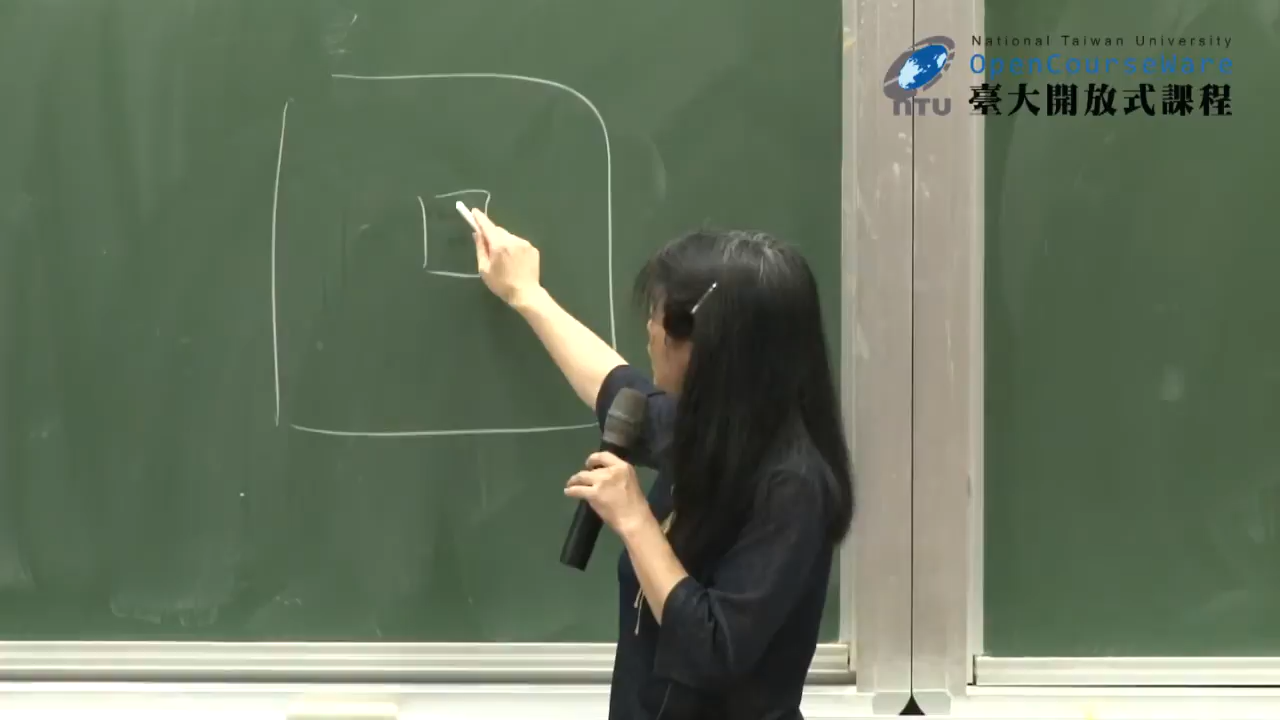 National Taiwan University
OpenCourseWare
NTU
臺大開放式課程